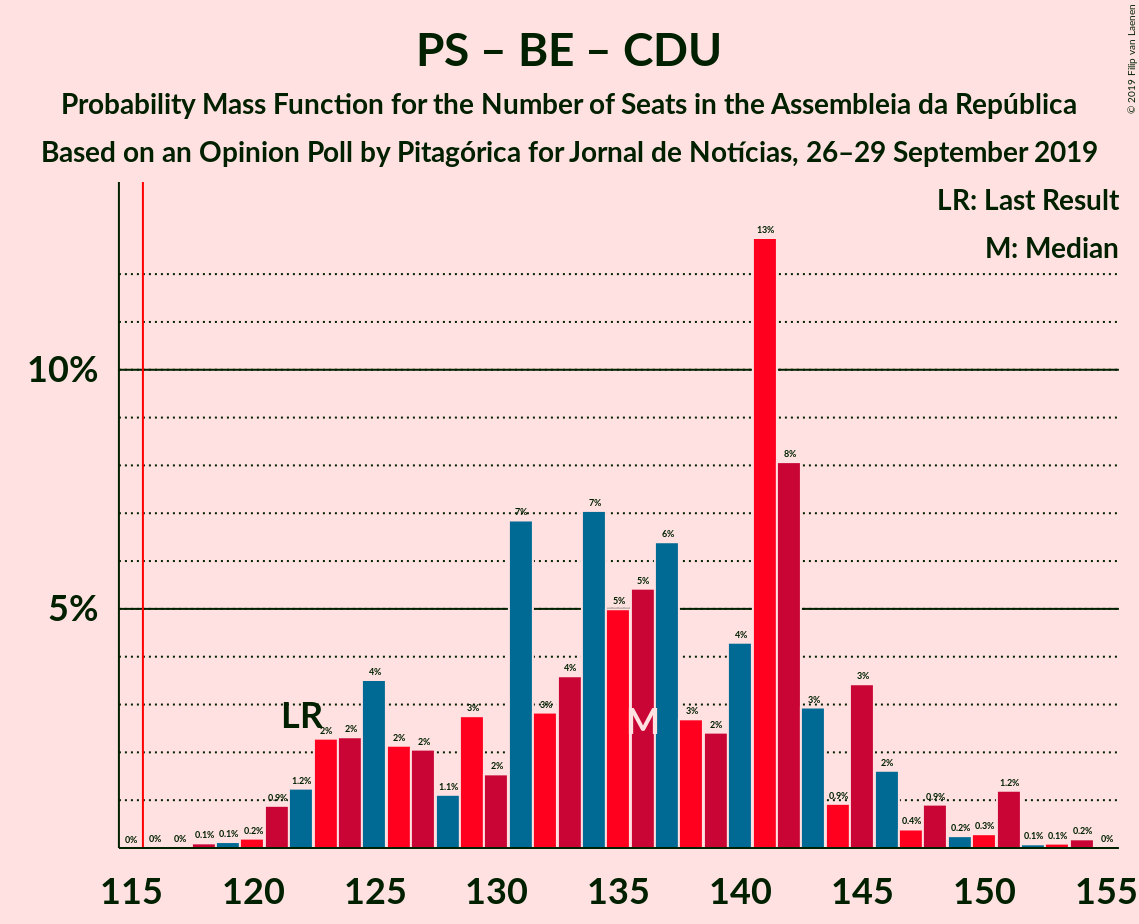 PS – BE – CDU
Probability Mass Function for the Number of Seats in the Assembleia da República
Based on an Opinion Poll by Pitagórica for Jornal de Notícias, 26–29 September 2019
© 2019 Filip van Laenen
LR: Last Result
M: Median
10%
5%
0% 0% 0% 0.1% 0.1% 0.2% 0.9% 1.2% 2% 2% 4% 2% 2% 1.1% 3% 2% 7% 3% 4% 7% 5% 5% 6% 3% 2% 4% 13% 8% 3% 0.9% 3% 2% 0.4% 0.9% 0.2% 0.3% 1.2% 0.1% 0.1% 0.2% 0%
LR
M
115 120 125 130 135 140 145 150 155